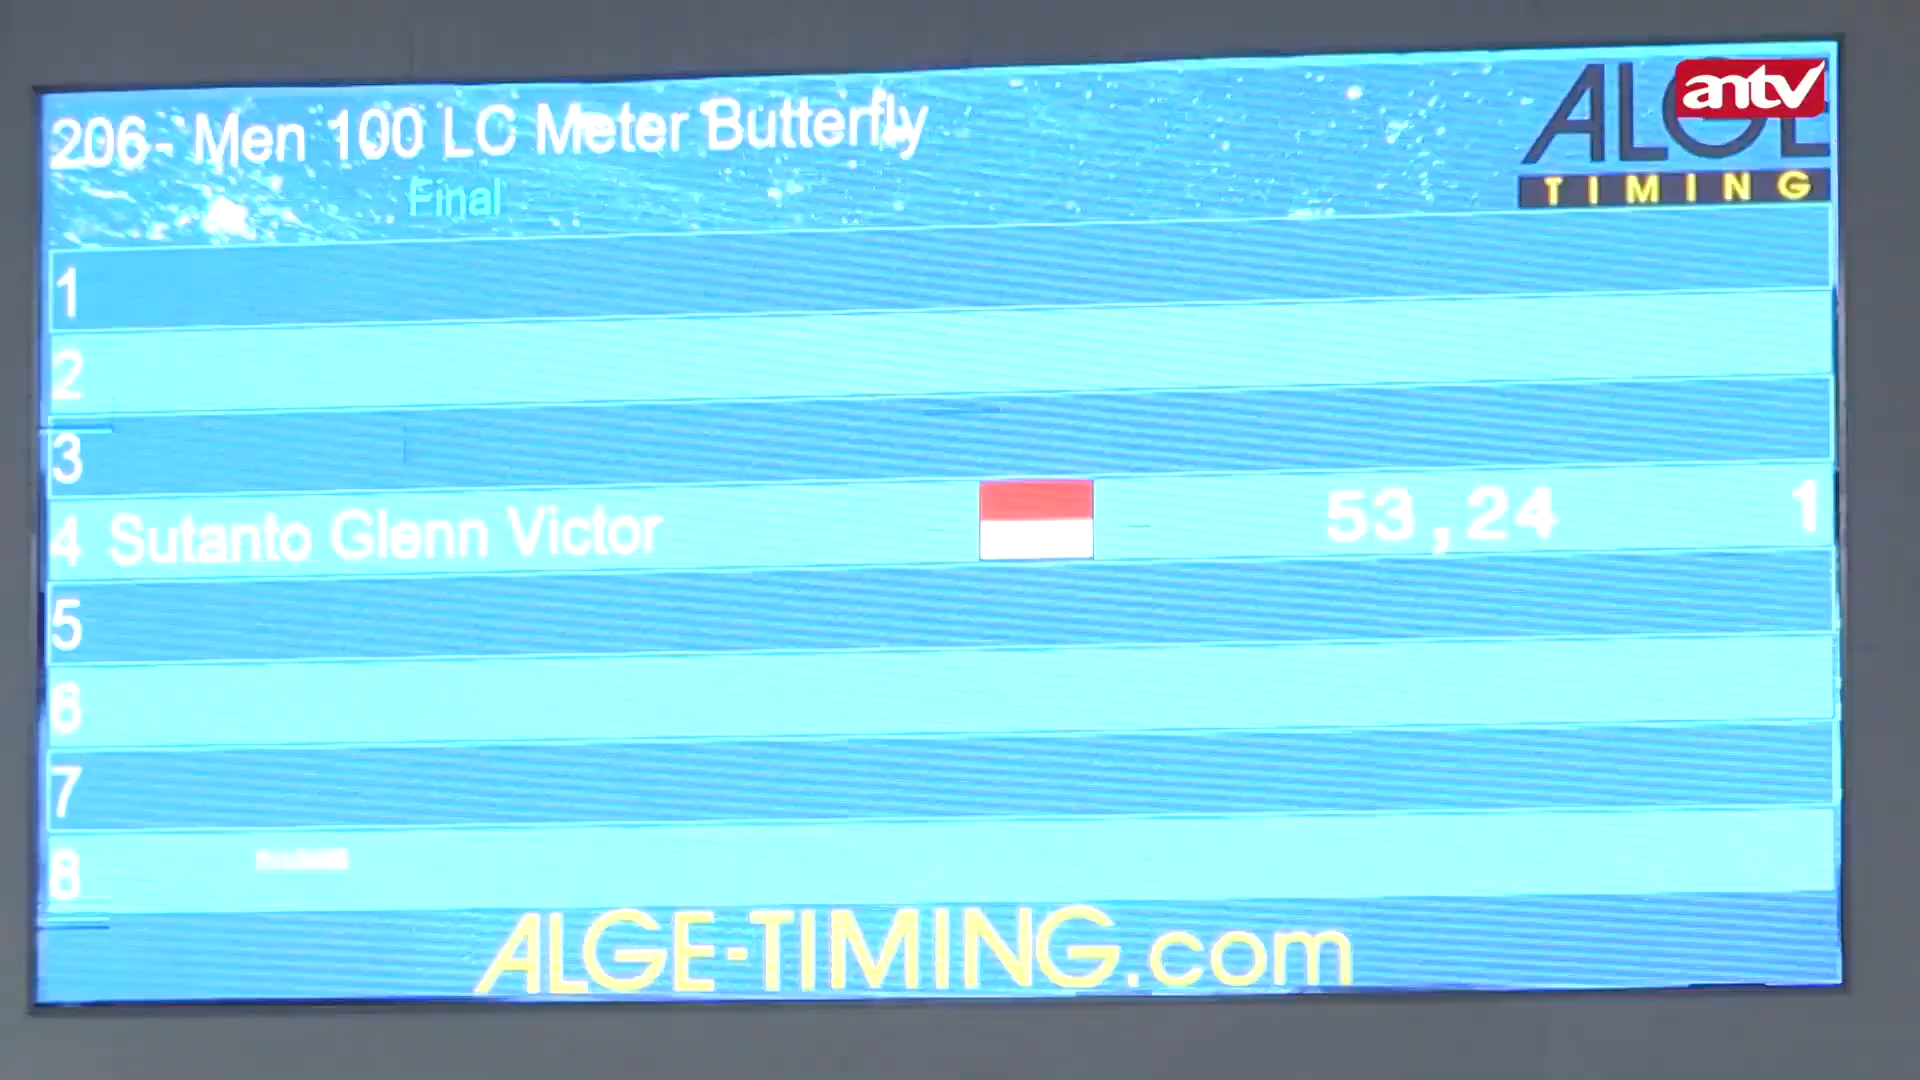 206- Men 100 LC Meter Butterfly
Final
ALGE
TIMING
antv
1
2
3
4 Sutanto Glenn Victor 53,24 1
5
6
7
8
ALGE-TIMING.com